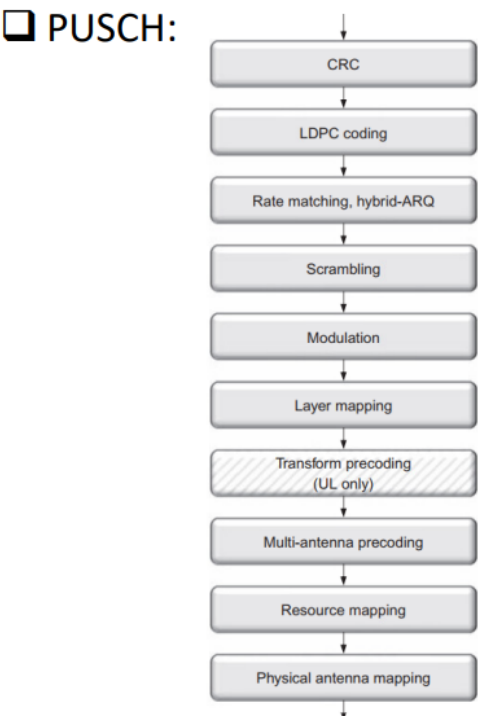 ❑ PUSCH:
CRC
LDPC coding
Rate matching, hybrid-ARQ
Scrambling
Modulation
Layer mapping
Transform precoding
(UL only)
Multi-antenna precoding
Resource mapping
Physical antenna mapping